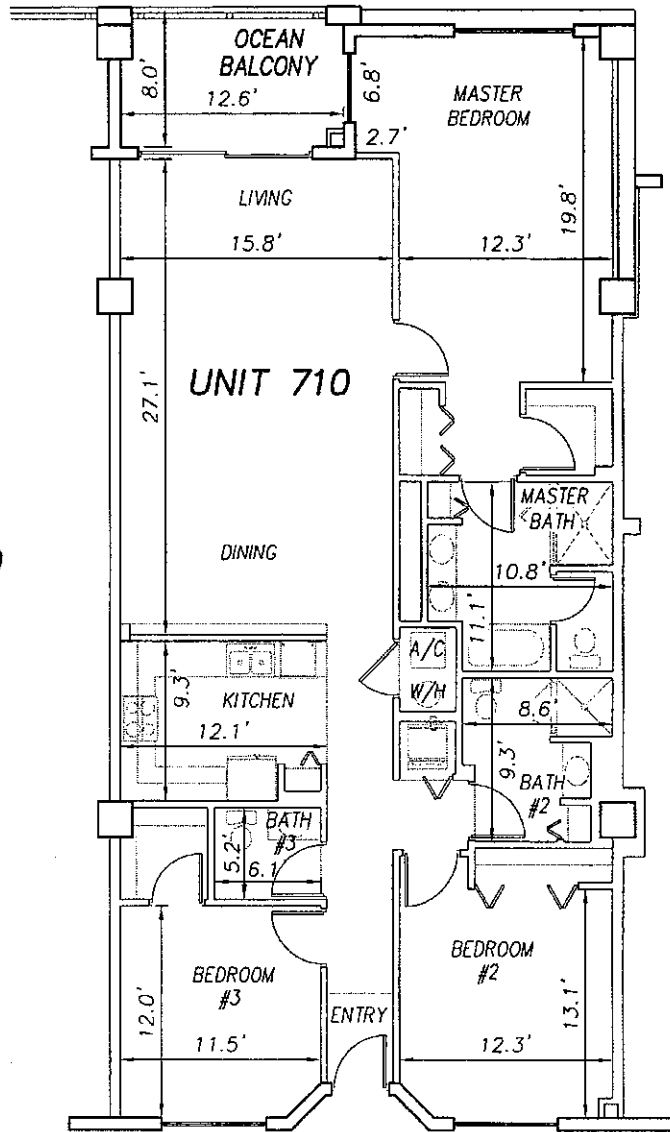 OCEAN
BALCONY
8.0'
12.6'
6.8'
2.7'
MASTER
BEDROOM
19.8'
12.3'
LIVING
15.8'
27.1'
UNIT 710
DINING
MASTER
BATH
10.8'
11.1'
A/C
W/H
KITCHEN
9.3'
12.1'
8.6'
9.3'
BATH
#2
BATH
#3
5.2'
6.1
BEDROOM
#3
12.0'
11.5'
ENTRY
BEDROOM
#2
13.1'
12.3'